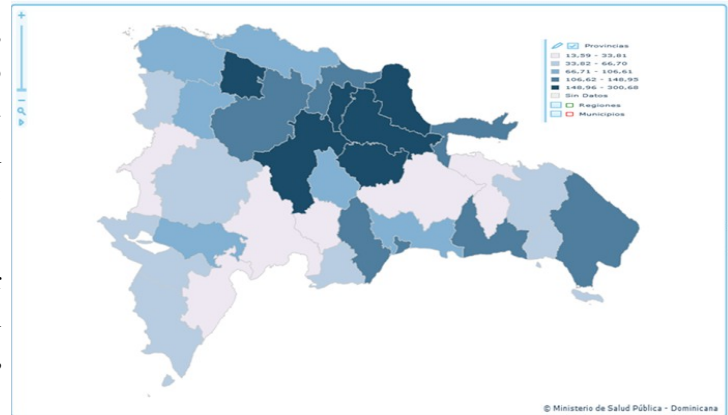 Provincias
13,59 - 33,81
33,82 - 66,70
66,71 - 106,61
106,62 - 148,95
148,96 - 300,68
Sin Datos
Regiones
Municipios
© Ministerio de Salud Pública - Dominicana